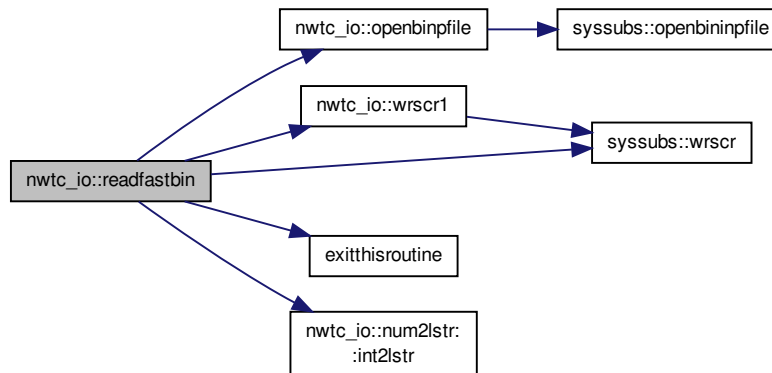 nwtc_io::openbinpfile
syssubs::openbininpfile
nwtc_io::wrscr1
syssubs::wrscr
nwtc_io::readfastbin
exitthisroutine
nwtc_io::num2lstr:
:int2lstr